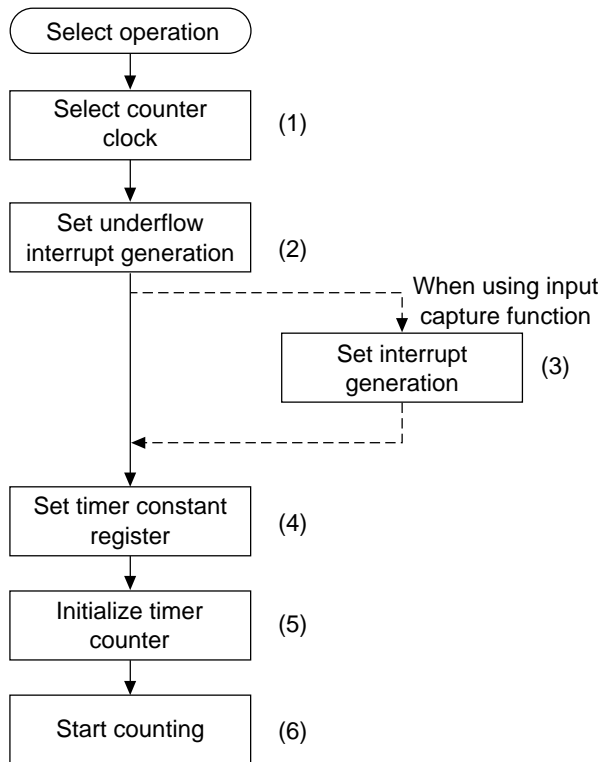 Select operation
Select counter
clock
(1)
Set underflow
interrupt generation
(2)
When using input
capture function
Set interrupt
generation
(3)
Set timer constant
register
(4)
Initialize timer
counter
(5)
Start counting
(6)